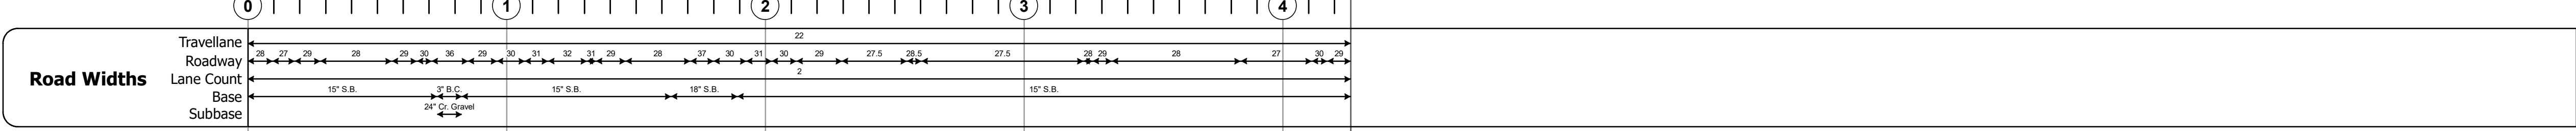 0 1 2 3 4
Road Widths
Travellane 22
Roadway 28 27 29 28 29 30 36 29 30 31 32 31 29 28 37 30 31 30 29 27.5 28.5 27.5 28 29 28 27 30 29
Lane Count 2
Base 15" S.B. 3" B.C. 15" S.B. 18" S.B. 15" S.B.
Subbase 24" Cr. Gravel